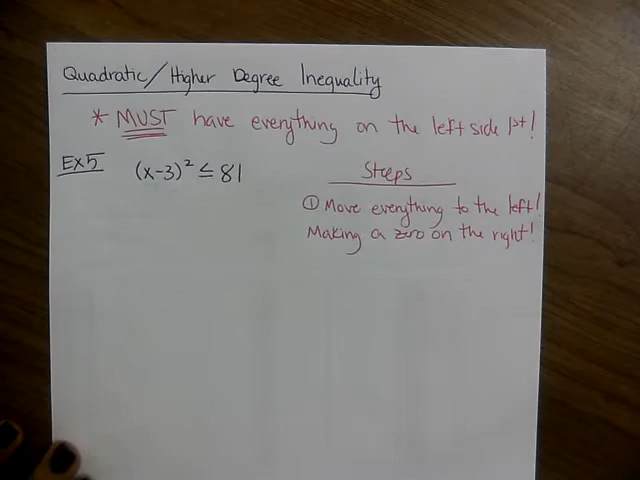 Quadratic/Higher Degree Inequality
* MUST have everything on the left side 1st!
Ex5 (x-3)² ≤ 81
Steps
① Move everything to the left!
Making a zero on the right!